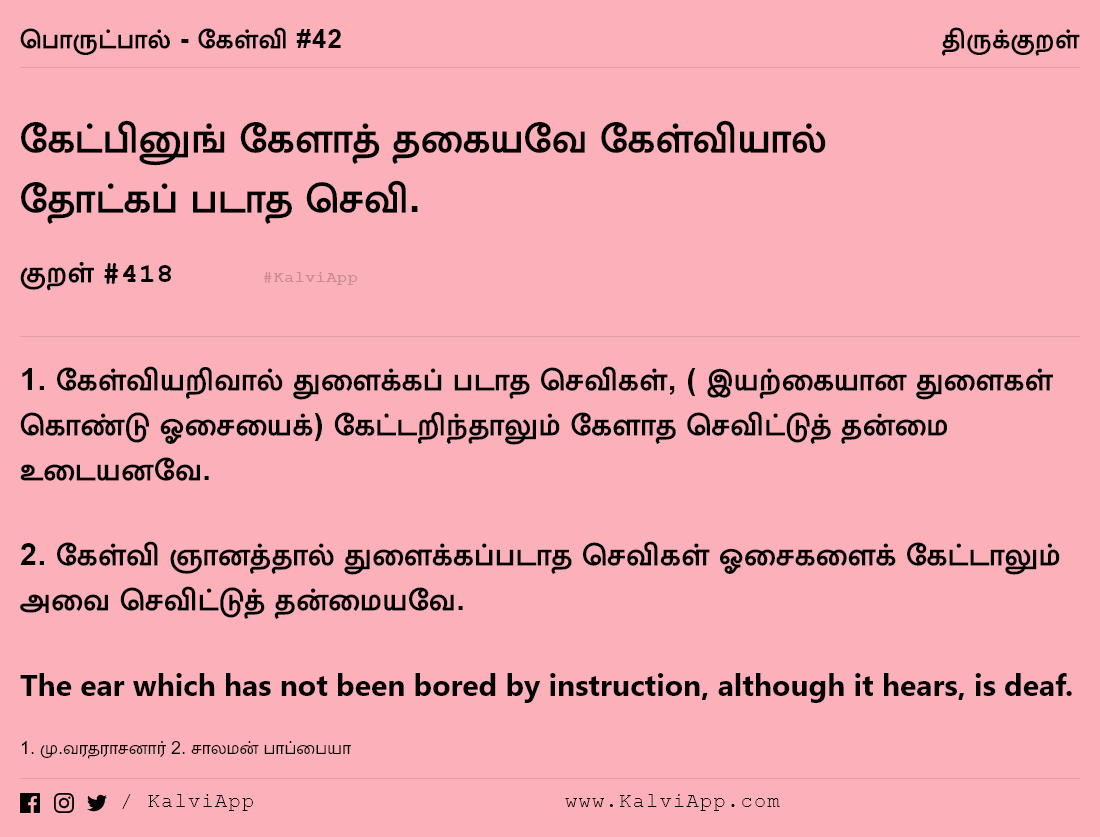 பொருட்பால் - கேள்வி #42
திருக்குறள்
கேட்பினுங் கேளாத் தகையவே கேள்வியால்
தோட்கப் படாத செவி.
குறள் #418
#KalviApp
1. கேள்வியறிவால் துளைக்கப் படாத செவிகள், ( இயற்கையான துளைகள்
கொண்டு ஓசையைக்) கேட்டறிந்தாலும் கேளாத செவிட்டுத் தன்மை
உடையனவே.
2. கேள்வி ஞானத்தால் துளைக்கப்படாத செவிகள் ஓசைகளைக் கேட்டாலும்
அவை செவிட்டுத் தன்மையவே.
The ear which has not been bored by instruction, although it hears, is deaf.
1. மு.வரதராசனார் 2. சாலமன் பாப்பையா
/ KalviApp
www.KalviApp.com